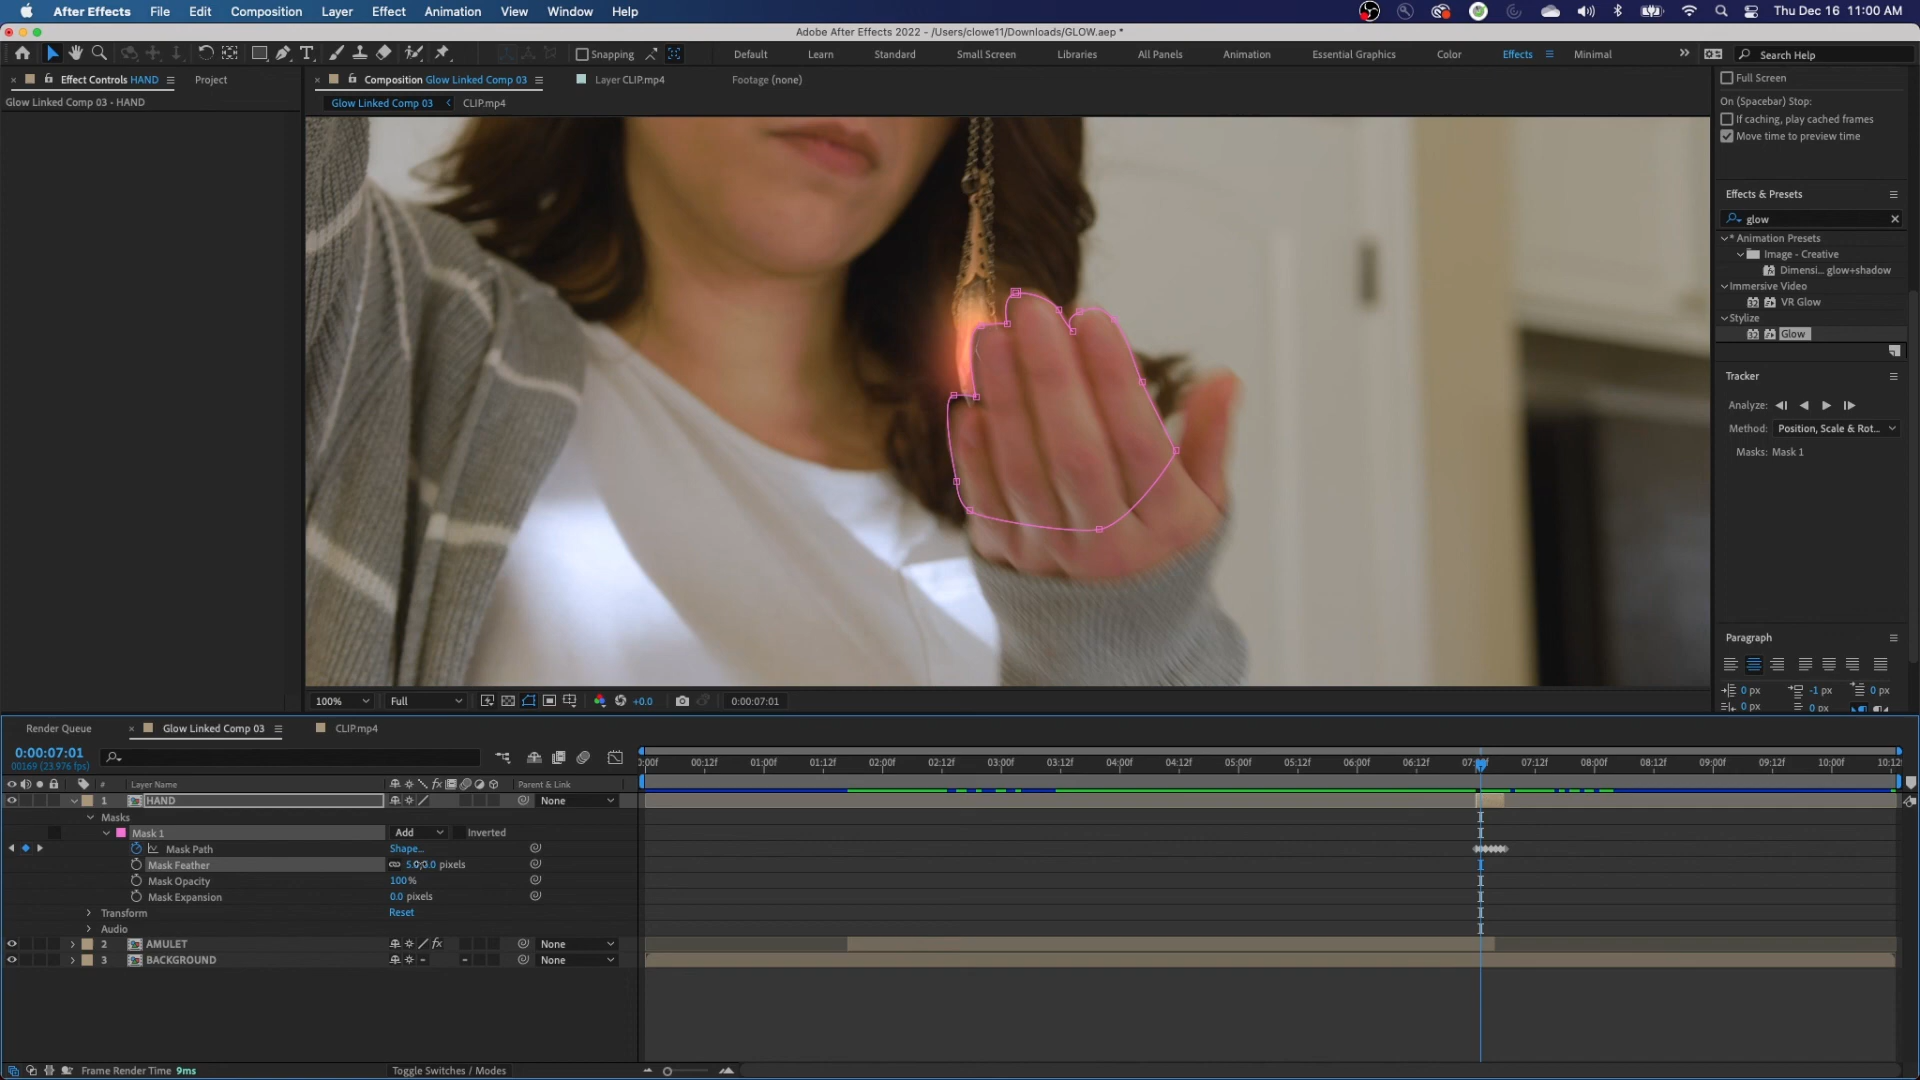 After Effects File Edit Composition Layer Effect Animation View Window Help Thu Dec 16 11:00 AM
Adobe After Effects 2022 - /Users/clowe11/Downloads/GLOW.aep *
Snapping Default Learn Standard Small Screen Libraries All Panels Animation Essential Graphics Color Effects Minimal Search Help
Effect Controls HAND Project Composition Glow Linked Comp 03 Layer CLIP.mp4 Footage (none)
Glow Linked Comp 03 - HAND Glow Linked Comp 03 CLIP.mp4
Full Screen
On (Spacebar) Stop:
If caching, play cached frames
Move time to preview time
Effects & Presets
glow
* Animation Presets
Image - Creative
Dimensi... glow+shadow
Immersive Video
VR Glow
Stylize
Glow
Tracker
Analyze:
Method: Position, Scale & Rot...
Masks: Mask 1
Paragraph
0 px -1 px 0 px
0 px 0 px
100% Full +0.0 0:00:07:01
Render Queue Glow Linked Comp 03 CLIP.mp4
0:00:07:01
00169 (23.976 fps)
00:12f 01:00f 01:12f 02:00f 02:12f 03:00f 03:12f 04:00f 04:12f 05:00f 05:12f 06:00f 06:12f 07:12f 08:00f 08:12f 09:00f 09:12f 10:00f
# Layer Name fx Parent & Link
1 HAND None
Masks
Mask 1 Add Inverted
Mask Path Shape...
Mask Feather pixels
Mask Opacity 100%
Mask Expansion 0.0 pixels
Transform Reset
Audio
2 AMULET fx None
3 BACKGROUND None
Frame Render Time 9ms Toggle Switches / Modes